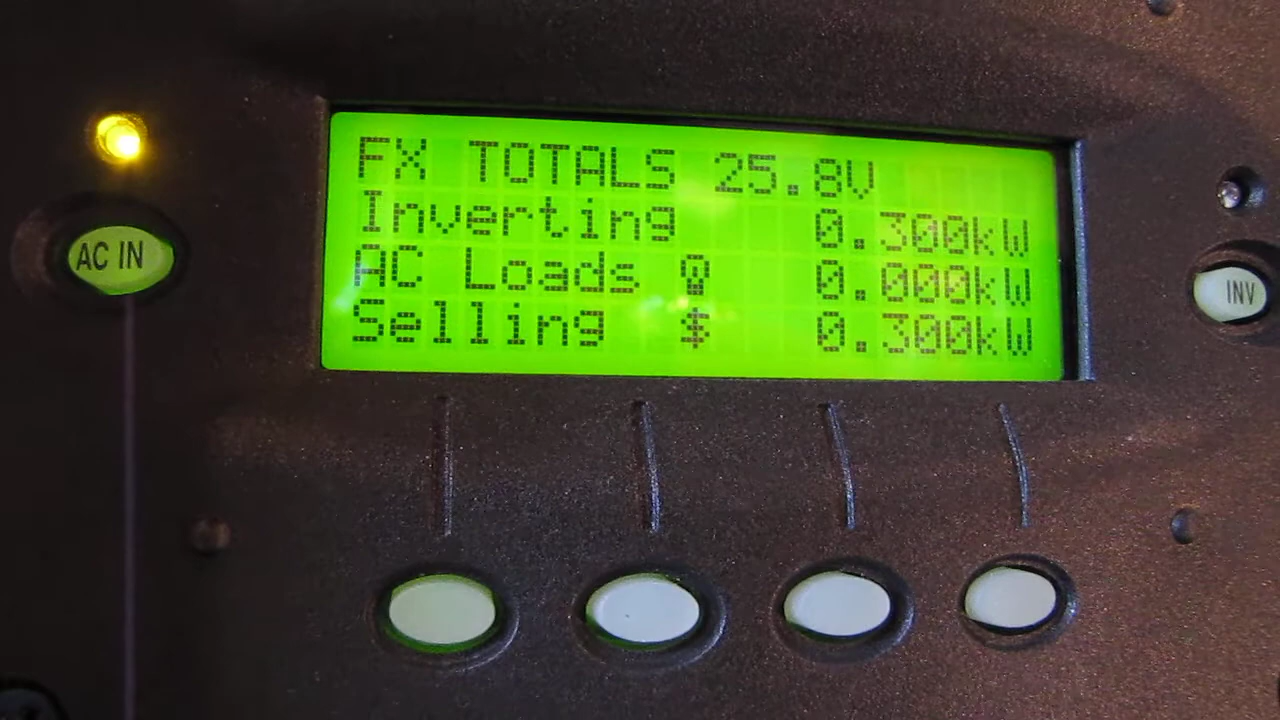 FX TOTALS 25.8V
Inverting 0.300kW
AC Loads 0.000kW
Selling $ 0.300kW
AC IN
INV